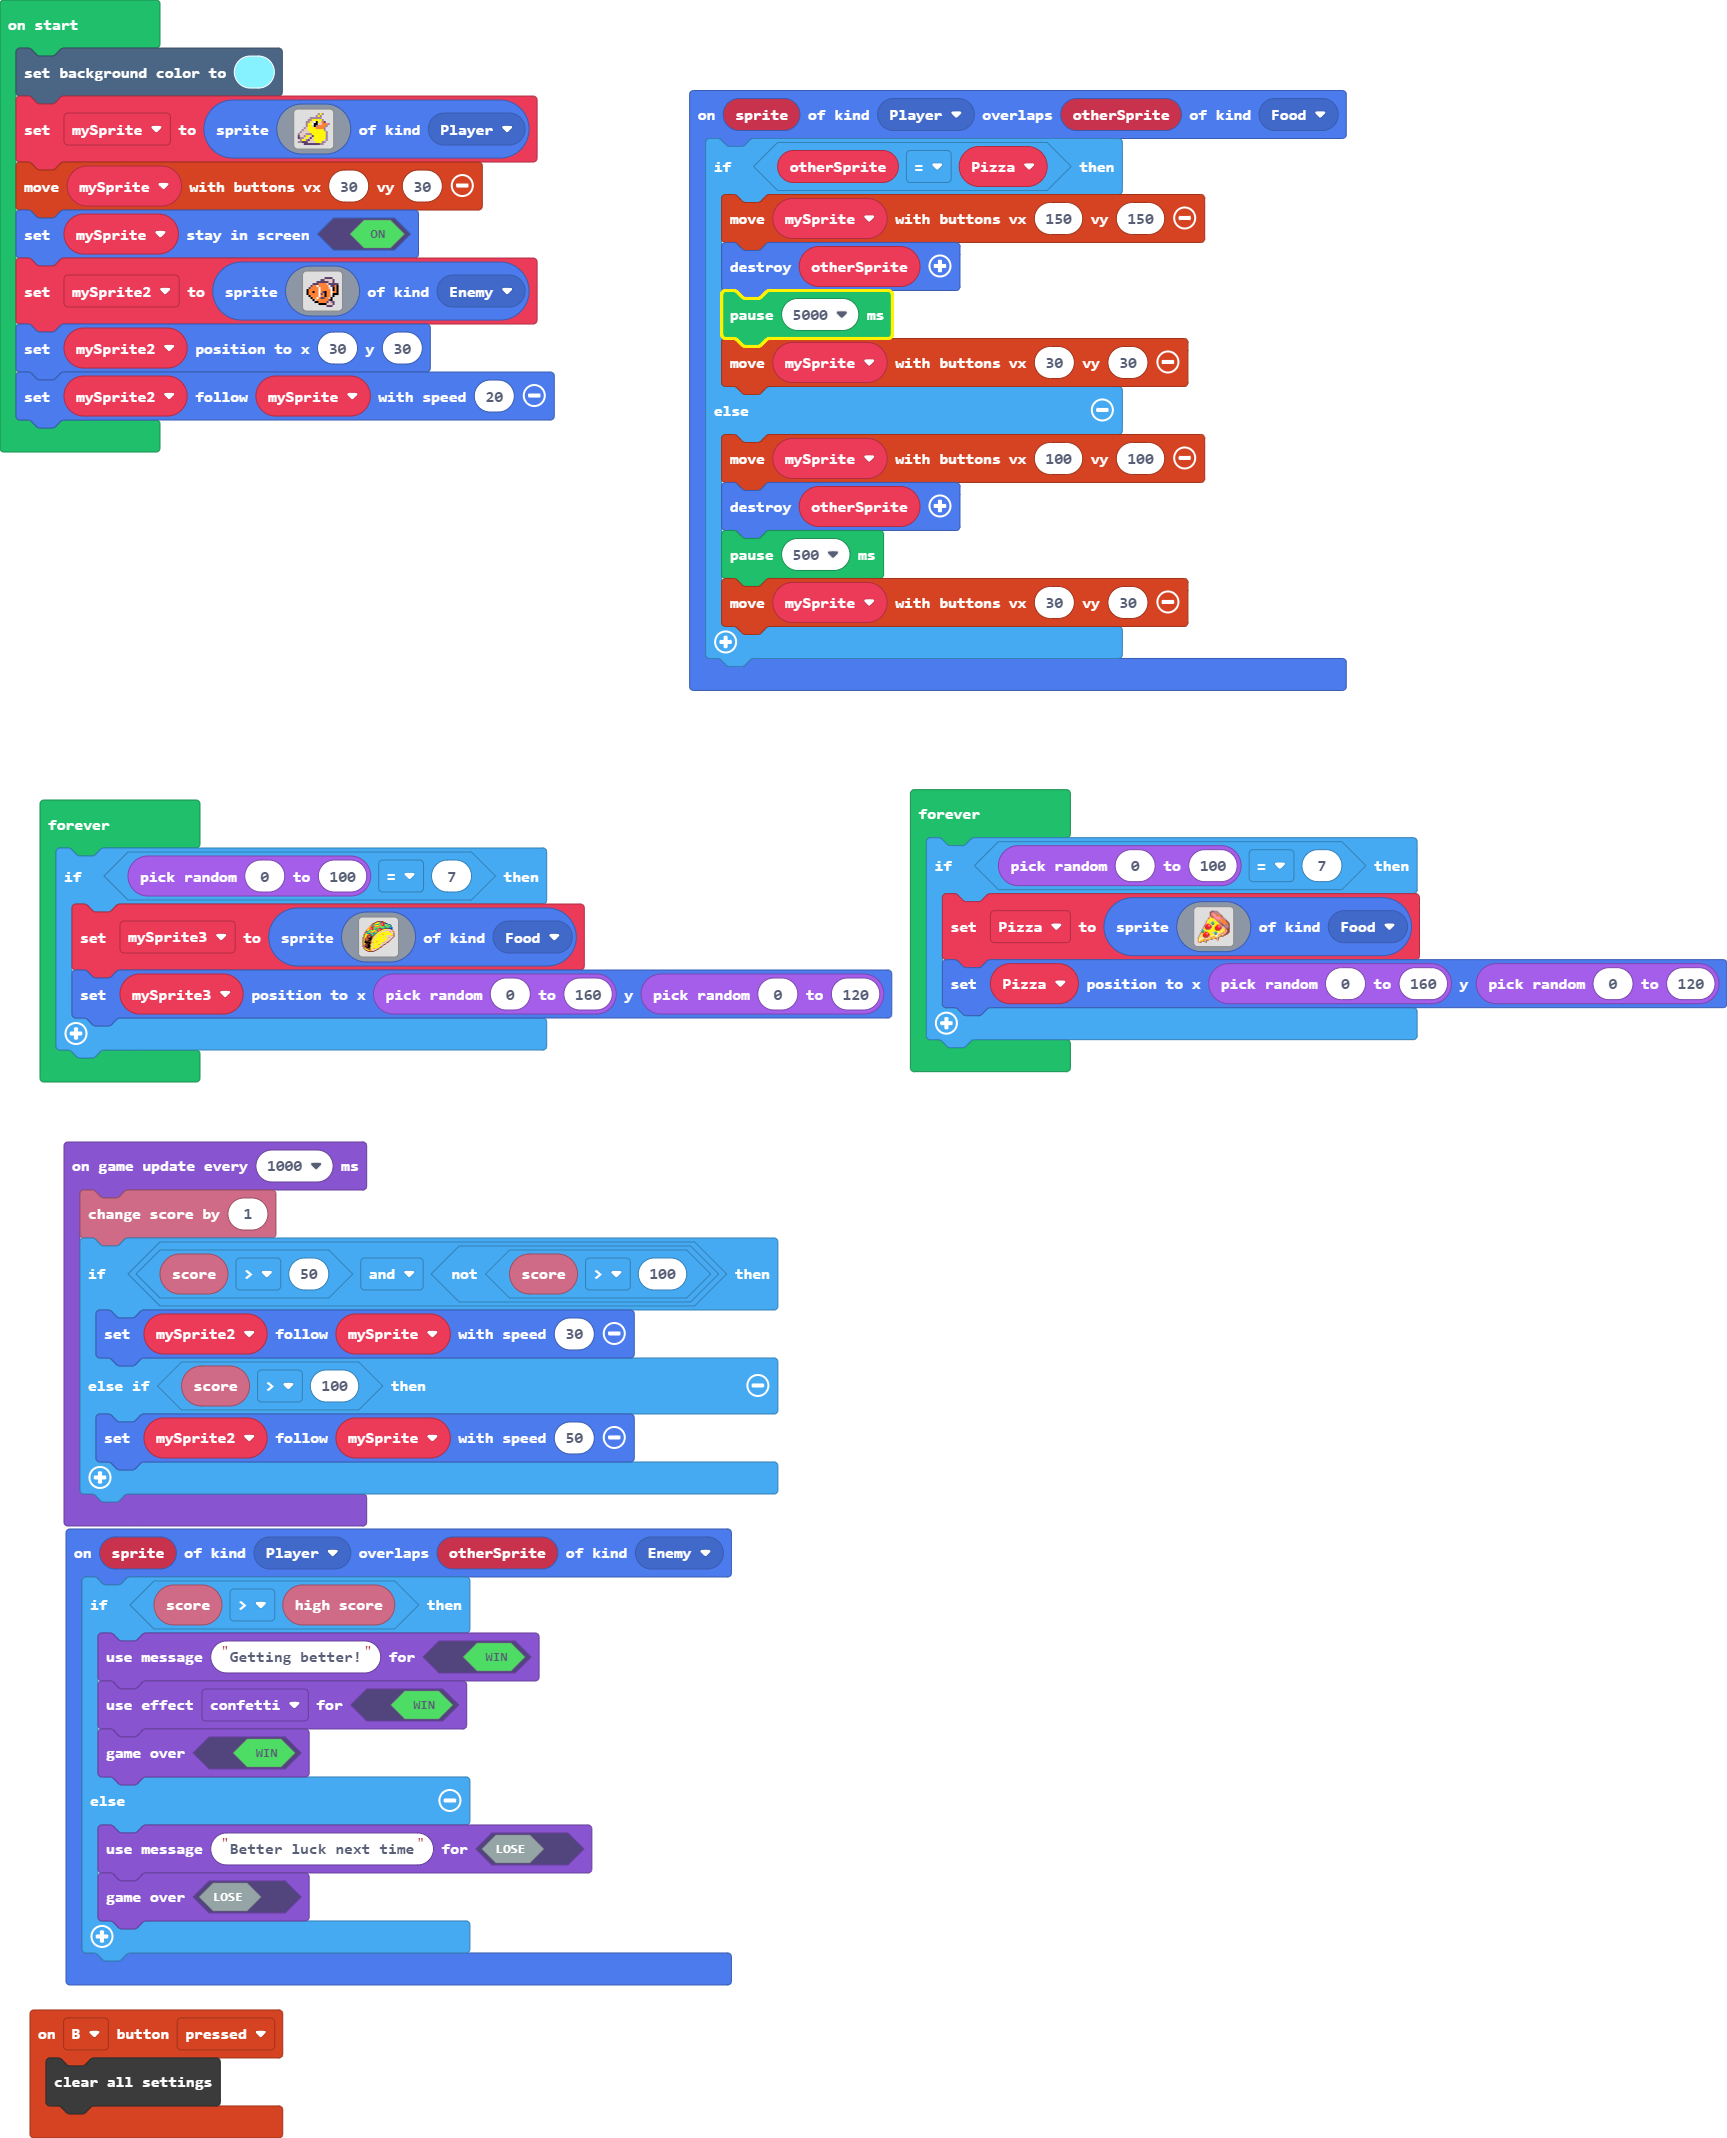 on start
set background color to
set mySprite to sprite of kind Player
move mySprite with buttons vx 30 vy 30
set mySprite stay in screen ON
set mySprite2 to sprite of kind Enemy
set mySprite2 position to x 30 y 30
set mySprite2 follow mySprite with speed 20
on sprite of kind Player overlaps otherSprite of kind Food
if otherSprite = Pizza then
move mySprite with buttons vx 150 vy 150
destroy otherSprite
pause 5000 ms
move mySprite with buttons vx 30 vy 30
else
move mySprite with buttons vx 100 vy 100
destroy otherSprite
pause 500 ms
move mySprite with buttons vx 30 vy 30
forever
if pick random 0 to 100 = 7 then
set mySprite3 to sprite of kind Food
set mySprite3 position to x pick random 0 to 160 y pick random 0 to 120
forever
if pick random 0 to 100 = 7 then
set Pizza to sprite of kind Food
set Pizza position to x pick random 0 to 160 y pick random 0 to 120
on game update every 1000 ms
change score by 1
if score > 50 and not score > 100 then
set mySprite2 follow mySprite with speed 30
else if score > 100 then
set mySprite2 follow mySprite with speed 50
on sprite of kind Player overlaps otherSprite of kind Enemy
if score > high score then
use message "Getting better!" for WIN
use effect confetti for WIN
game over WIN
else
use message "Better luck next time" for LOSE
game over LOSE
on B button pressed
clear all settings